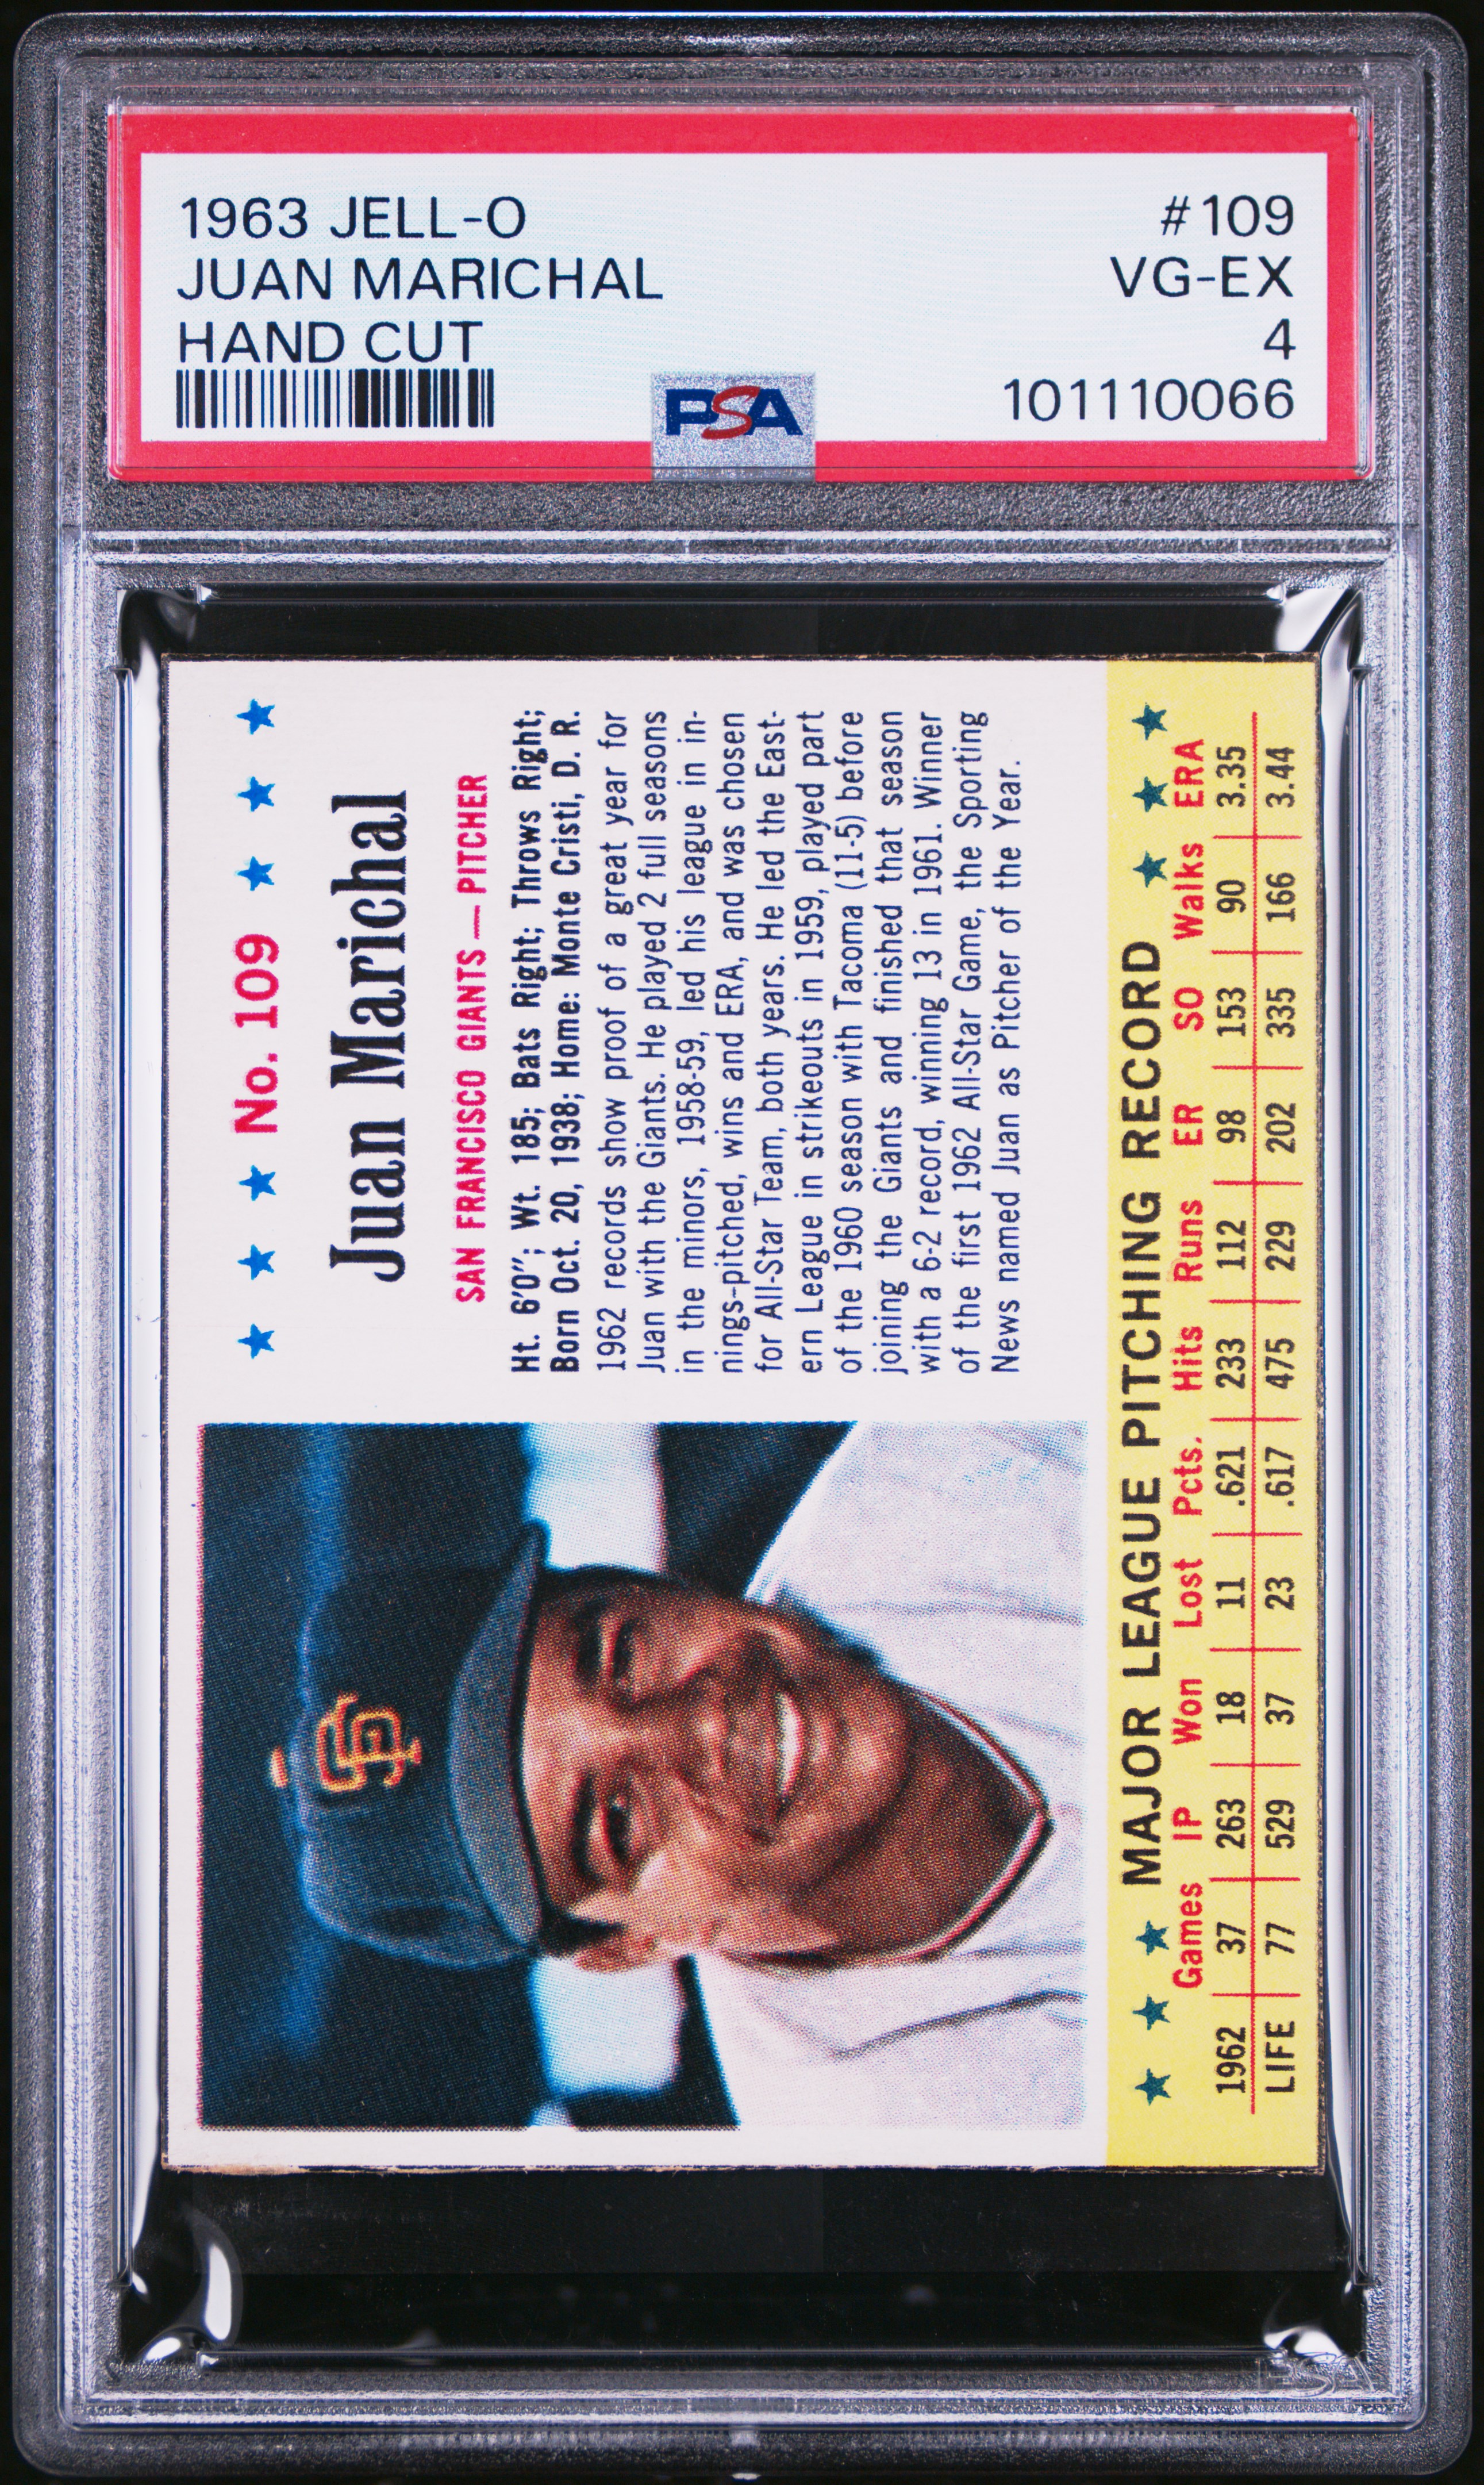 1963 JELL-O #109
JUAN MARICHAL VG-EX
HAND CUT 4
PSA 101110066
No. 109
Juan Marichal
SAN FRANCISCO GIANTS — PITCHER
Ht. 6'0"; Wt. 185; Bats Right; Throws Right;
Born Oct. 20, 1938; Home: Monte Cristi, D. R.
1962 records show proof of a great year for
Juan with the Giants. He played 2 full seasons
in the minors, 1958-59, led his league in in-
nings-pitched, wins and ERA, and was chosen
for All-Star Team, both years. He led the East-
ern League in strikeouts in 1959, played part
of the 1960 season with Tacoma (11-5) before
joining the Giants and finished that season
with a 6-2 record, winning 13 in 1961. Winner
of the first 1962 All-Star Game, the Sporting
News named Juan as Pitcher of the Year.
SF
MAJOR LEAGUE PITCHING RECORD
Games IP Won Lost Pcts. Hits Runs ER SO Walks ERA
1962 37 263 18 11 .621 233 112 98 153 90 3.35
LIFE 77 529 37 23 .617 475 229 202 335 166 3.44
PSA